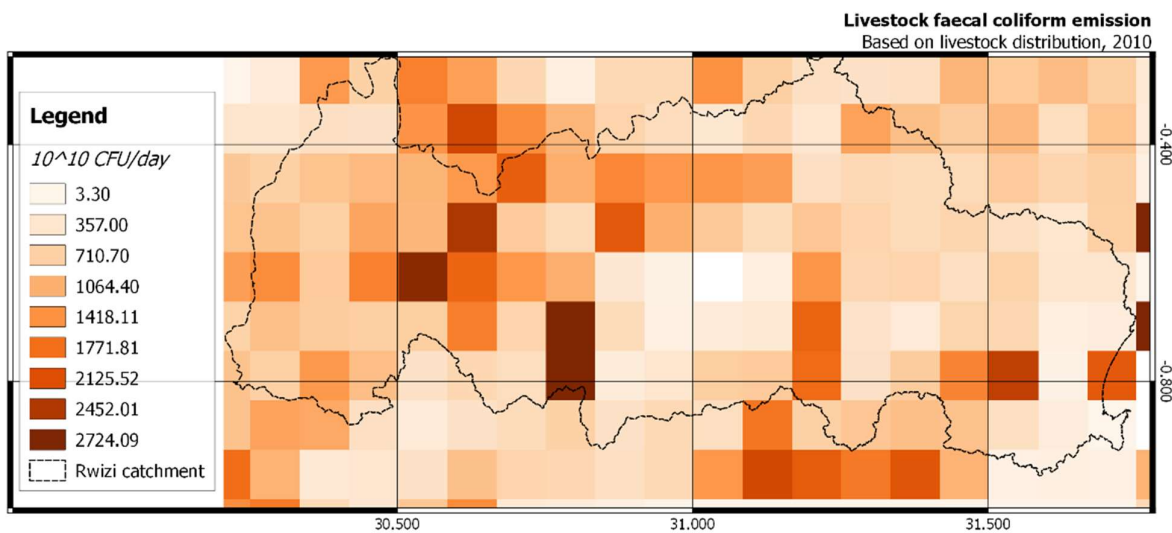 Livestock faecal coliform emission
Based on livestock distribution, 2010
Legend
10^10 CFU/day
3.30
357.00
710.70
1064.40
1418.11
1771.81
2125.52
2452.01
2724.09
Rwizi catchment
-0.400
-0.800
30.500
31.000
31.500